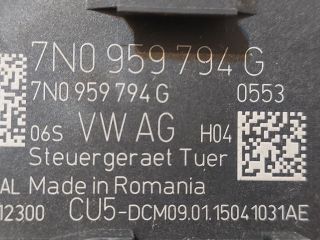 7N0 959 794 G
7N0 959 794 G 0553
06S VW AG H04
Steuergeraet Tuer
AL Made in Romania
12300 CU5-DCM09.01.15041031AE